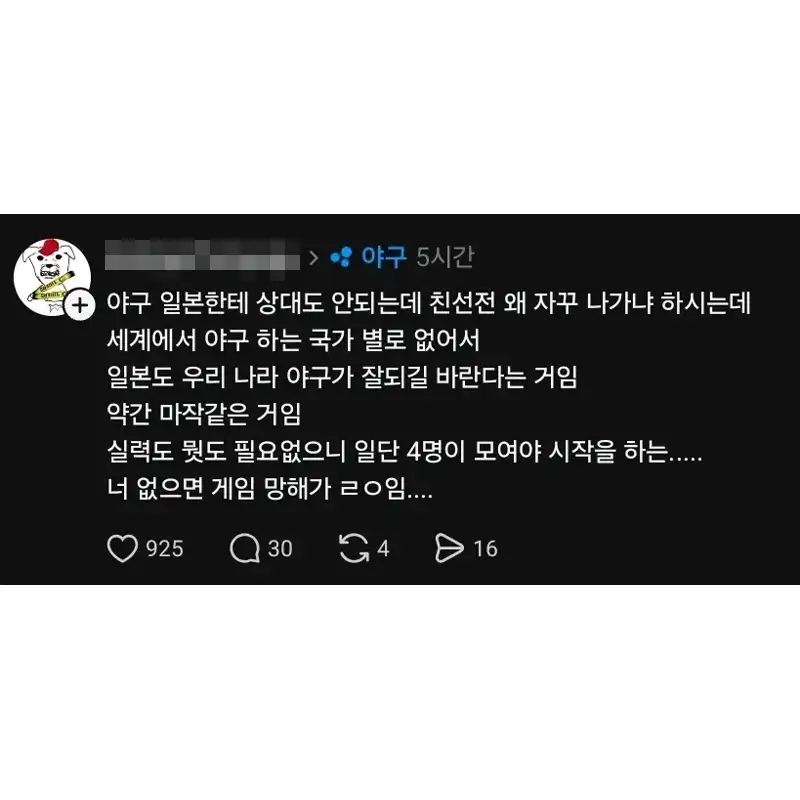 야구 5시간
야구 일본한테 상대도 안되는데 친선전 왜 자꾸 나가냐 하시는데
세계에서 야구 하는 국가 별로 없어서
일본도 우리 나라 야구가 잘되길 바란다는 거임
약간 마작같은 거임
실력도 뭣도 필요없으니 일단 4명이 모여야 시작을 하는.....
너 없으면 게임 망해가 ㄹㅇ임....
925 30 4 16